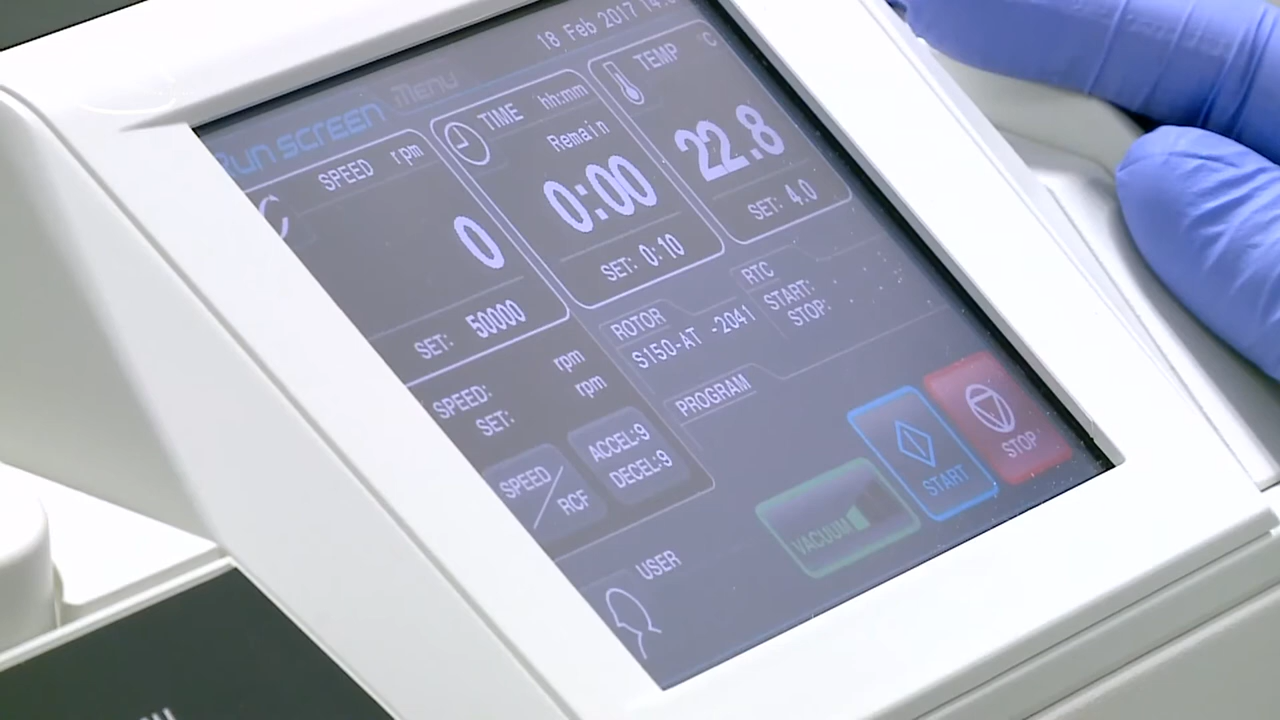 18 Feb 2017
Run screen Menu
SPEED rpm
0
SET: 50000
TIME hh:mm
Remain
0:00
SET: 0:10
TEMP °C
22.8
SET: 4.0
SPEED: rpm
SET: rpm
SPEED/RCF
ACCEL:9
DECEL:9
ROTOR
S150-AT -2041
RTC
START:
STOP:
PROGRAM
VACUUM
START
STOP
USER